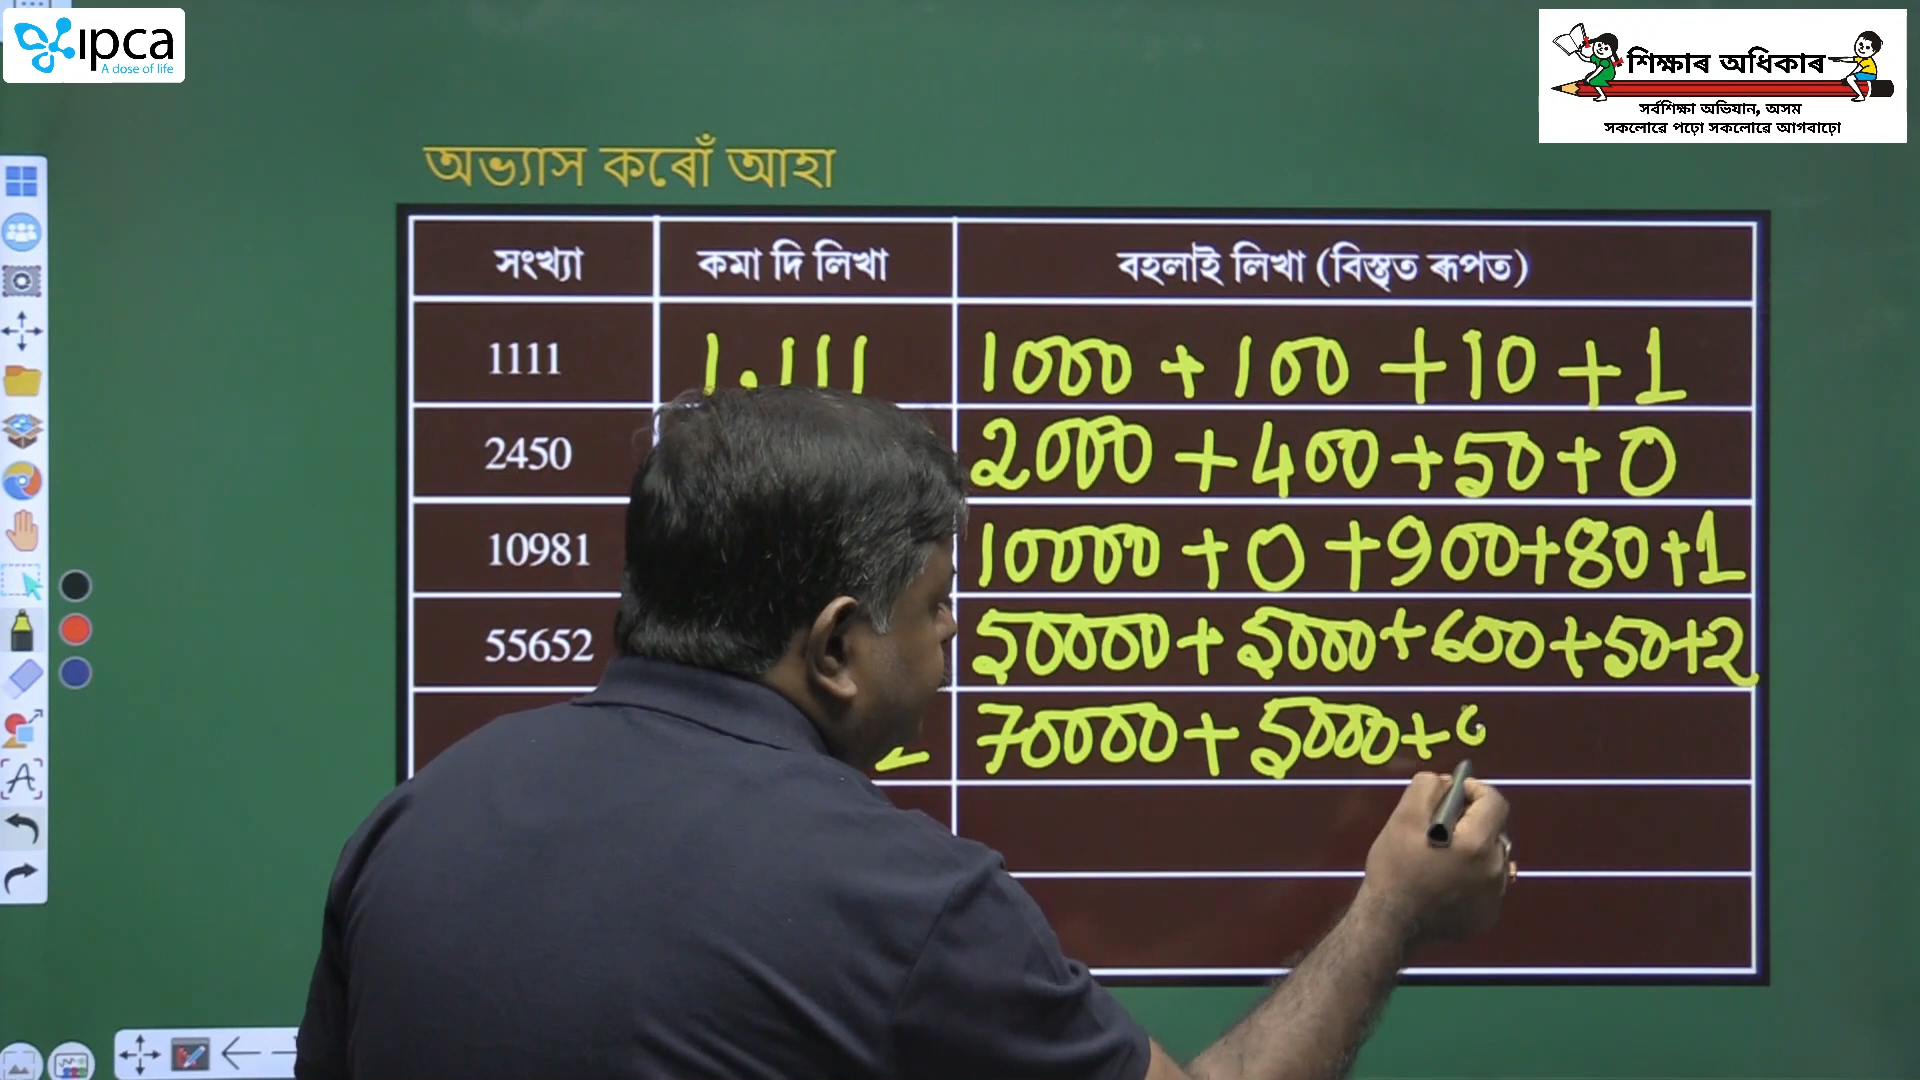 ipca
A dose of life
শিক্ষাৰ অধিকাৰ
সৰ্বশিক্ষা অভিযান, অসম
সকলোৱে পঢ়ো সকলোৱে আগবাঢ়ো
অভ্যাস কৰোঁ আহা
সংখ্যা কমা দি লিখা বহলাই লিখা (বিস্তৃত ৰূপত)
1111 1,111 1000 + 100 + 10 + 1
2450 2000 + 400 + 50 + 0
10981 10000 + 0 + 900 + 80 + 1
55652 50000 + 5000 + 600 + 50 + 2
70000 + 5000 +